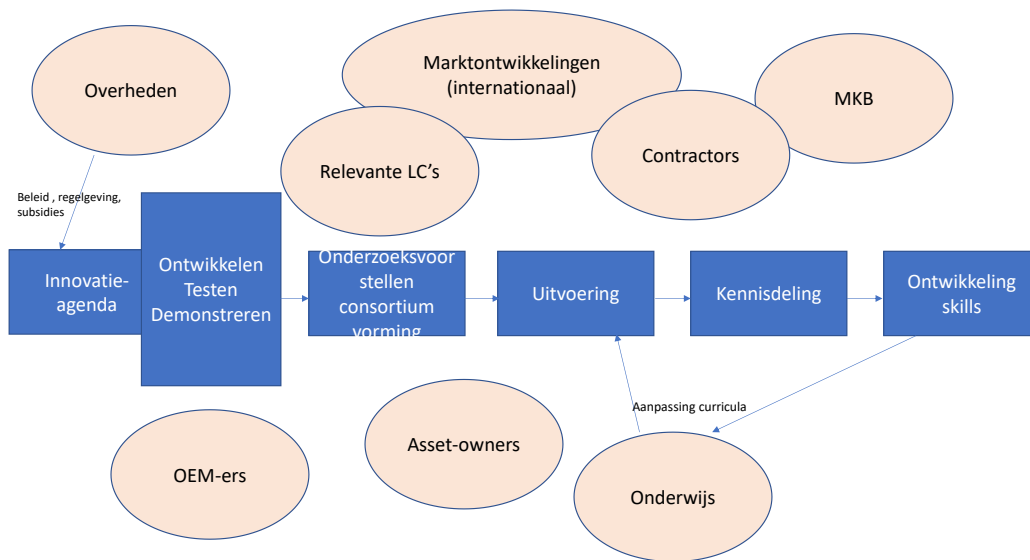 Marktontwikkelingen
(internationaal)
Overheden
MKB
Contractors
Relevante LC's
Beleid , regelgeving,
subsidies
Innovatie-
agenda
Ontwikkelen
Testen
Demonstreren
Onderzoeksvoor
stellen
consortium
vorming
Uitvoering
Kennisdeling
Ontwikkeling
skills
Aanpassing curricula
Asset-owners
OEM-ers
Onderwijs